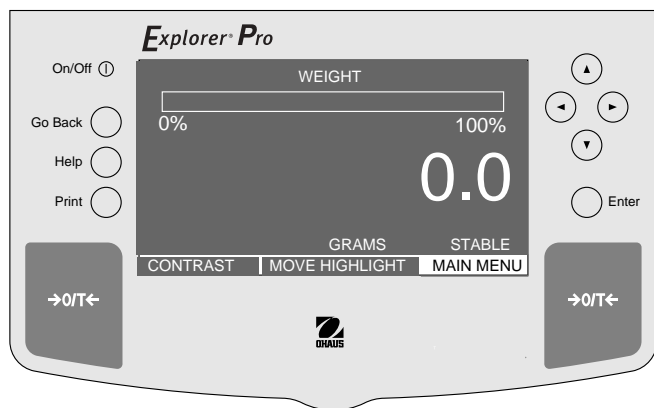 Explorer® Pro
On/Off
WEIGHT
0% 100%
Go Back
Help
Print
0.0
Enter
GRAMS STABLE
CONTRAST MOVE HIGHLIGHT MAIN MENU
→0/T← →0/T←
OHAUS